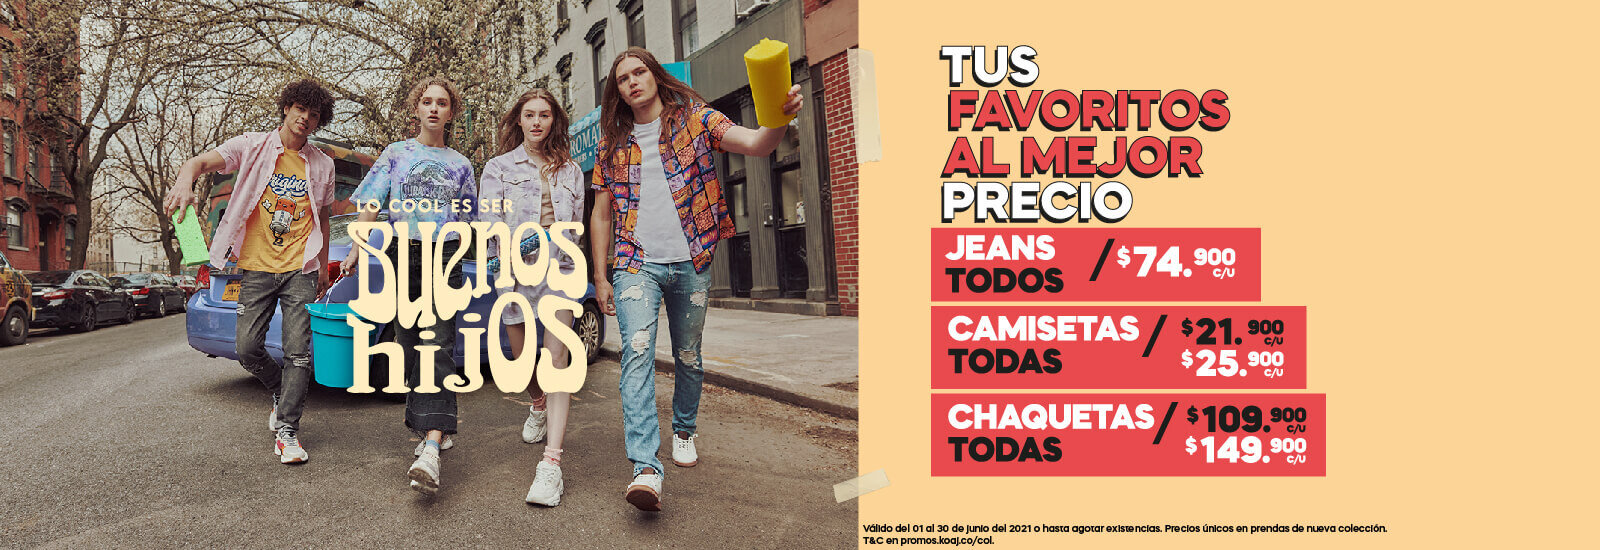 LO COOL ES SER
BUENOS
hijos
Original
JURASSIC
TUS
FAVORITOS
AL MEJOR
PRECIO
JEANS
TODOS / $74.900 C/U
CAMISETAS
TODAS / $21.900 C/U
$25.900 C/U
CHAQUETAS
TODAS / $109.900 C/U
$149.900 C/U
Válido del 01 al 30 de junio del 2021 o hasta agotar existencias. Precios únicos en prendas de nueva colección.
T&C en promos.koaj.co/col.